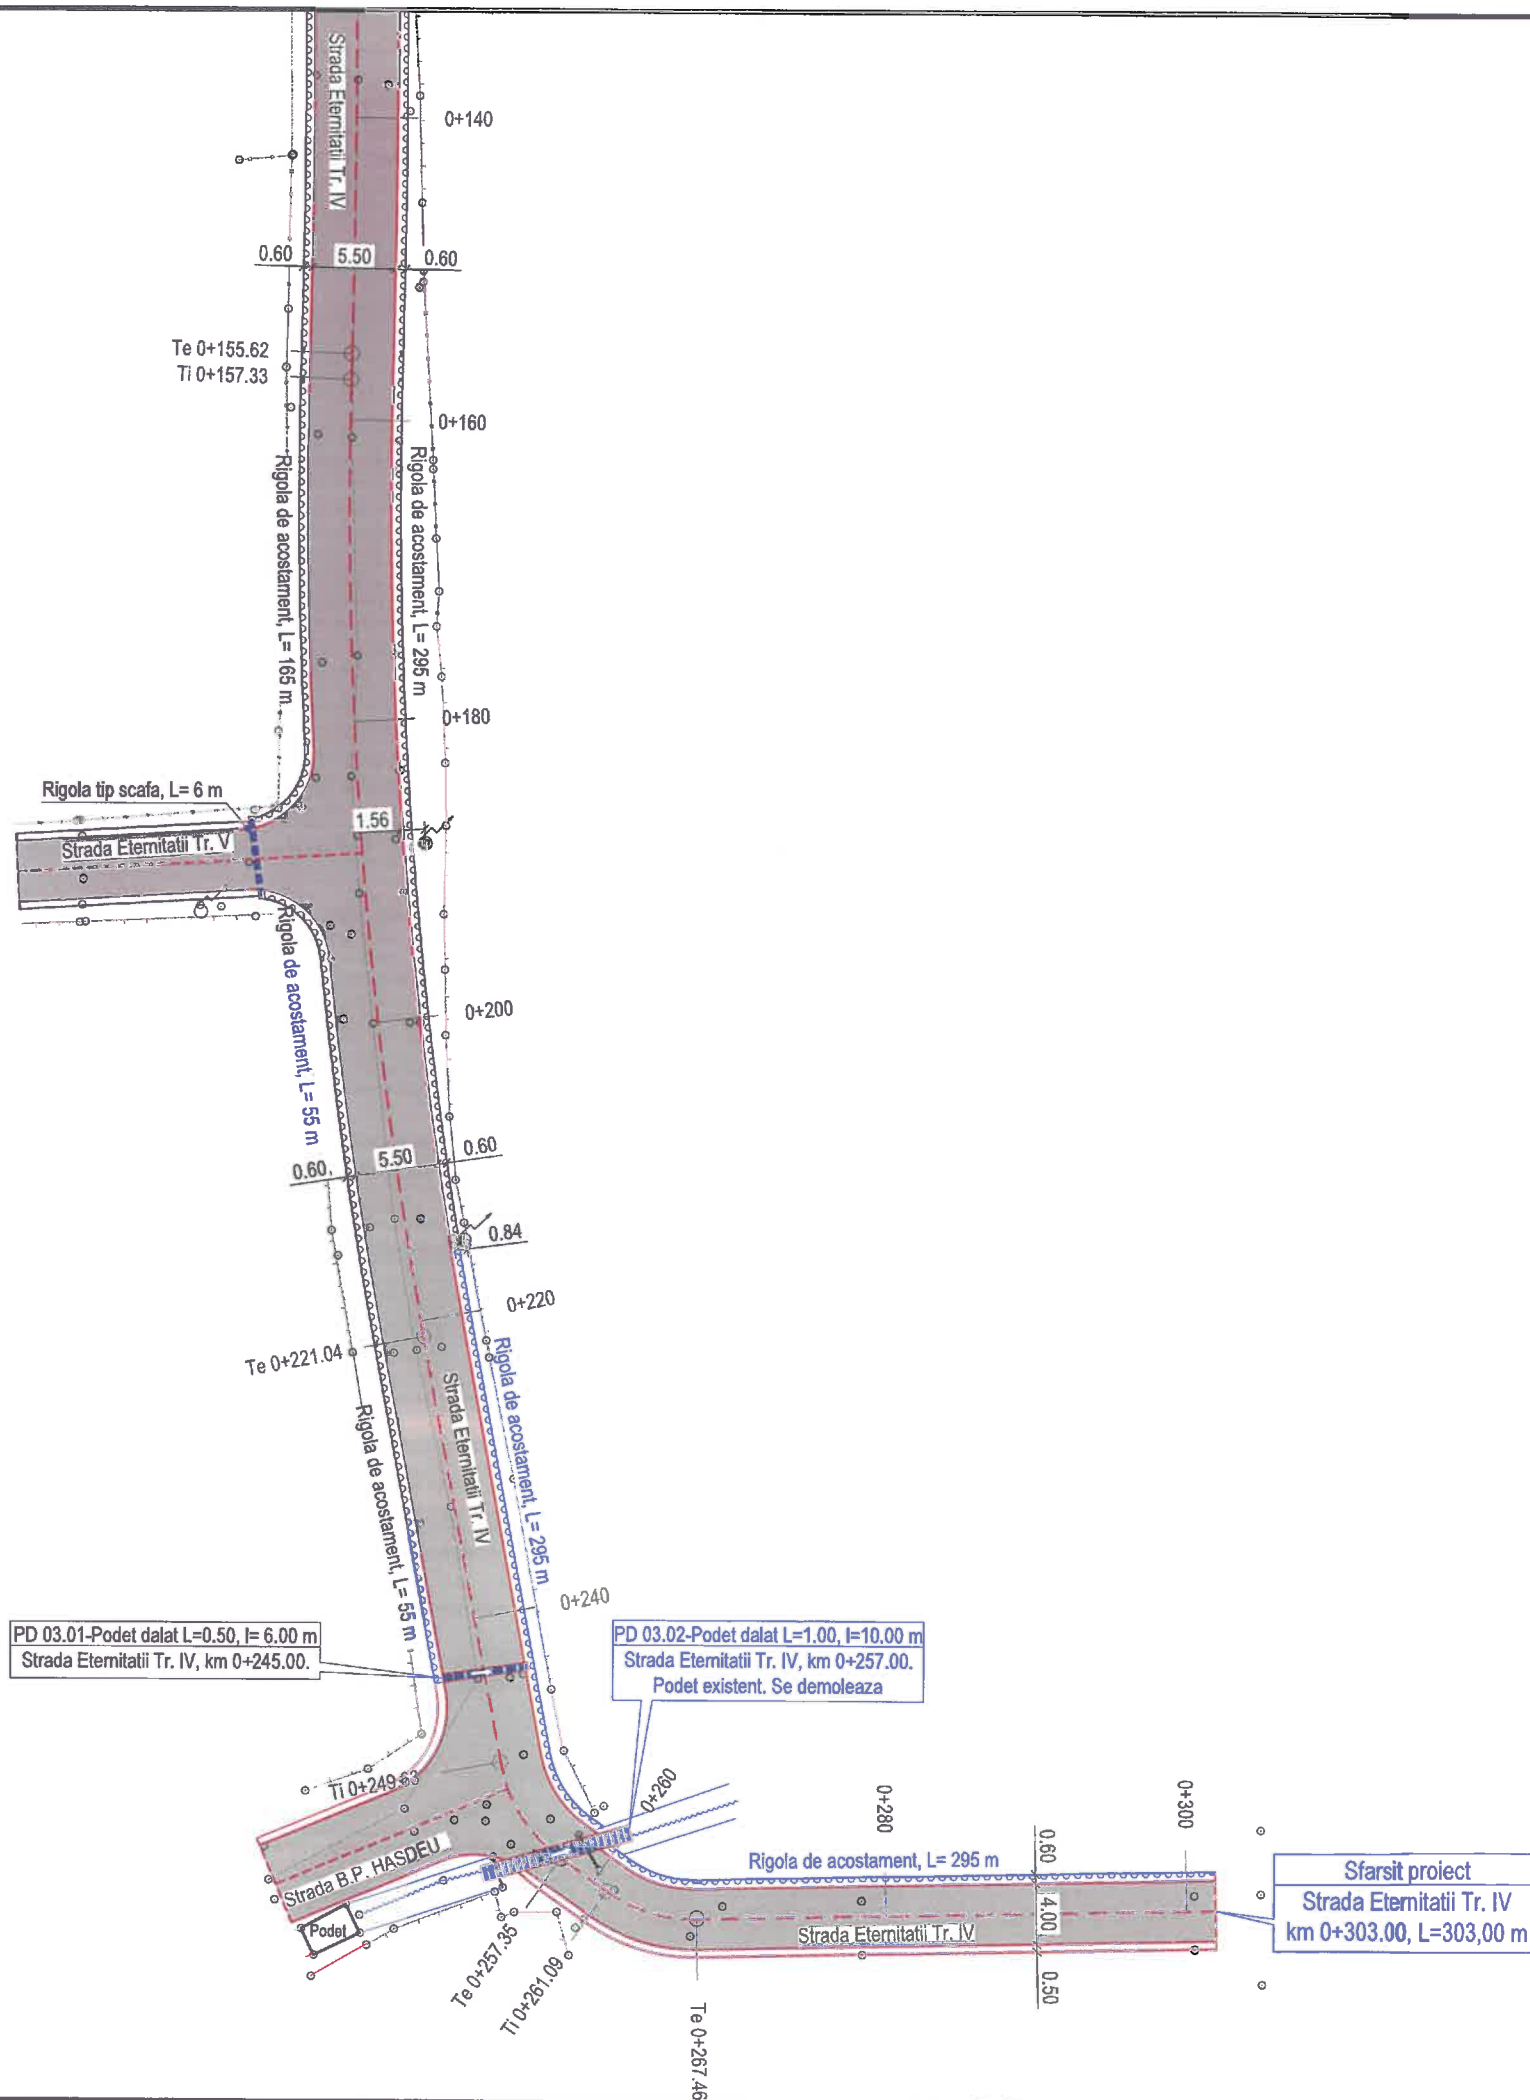 Strada Eternitatii Tr. IV
0+140
0.60
5.50
0.60
Te 0+155.62
Ti 0+157.33
0+160
Rigola de acostament, L= 165 m
Rigola de acostament, L= 295 m
0+180
Rigola tip scafa, L= 6 m
1.56
Strada Eternitatii Tr. V
Rigola de acostament, L= 55 m
0+200
0.60
5.50
0.60
0.84
0+220
Te 0+221.04
Rigola de acostament, L= 295 m
Strada Eternitatii Tr. IV
Rigola de acostament, L= 55 m
0+240
PD 03.01-Podet dalat L=0.50, l= 6.00 m
Strada Eternitatii Tr. IV, km 0+245.00.
PD 03.02-Podet dalat L=1.00, l=10.00 m
Strada Eternitatii Tr. IV, km 0+257.00.
Podet existent. Se demoleaza
Ti 0+249.63
0+260
0+280
0+300
Strada B.P. HASDEU
Rigola de acostament, L= 295 m
0.60
4.00
0.50
Sfarsit proiect
Strada Eternitatii Tr. IV
km 0+303.00, L=303,00 m
Podet
Strada Eternitatii Tr. IV
Te 0+257.35
Ti 0+261.09
Te 0+267.46